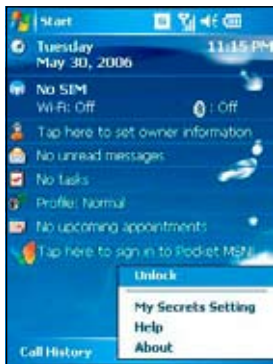 Start
Tuesday 11:15 PM
May 30, 2006
No SIM
Wi-Fi: Off : Off
Tap here to set owner information
No unread messages
No tasks
Profile: Normal
No upcoming appointments
Tap here to sign in to Pocket MSN!
Unlock
My Secrets Setting
Help
About
Call History